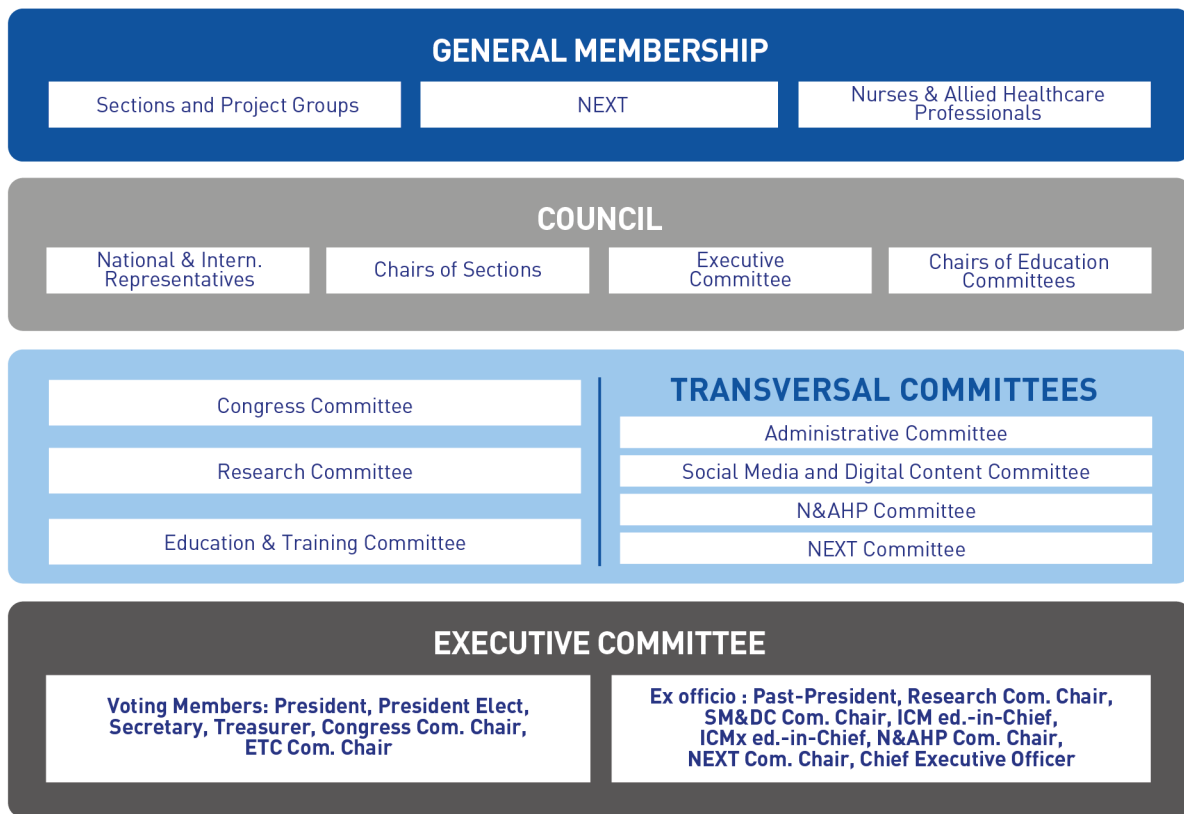 GENERAL MEMBERSHIP
Sections and Project Groups
NEXT
Nurses & Allied Healthcare
Professionals
COUNCIL
National & Intern.
Representatives
Chairs of Sections
Executive
Committee
Chairs of Education
Committees
Congress Committee
Research Committee
Education & Training Committee
TRANSVERSAL COMMITTEES
Administrative Committee
Social Media and Digital Content Committee
N&AHP Committee
NEXT Committee
EXECUTIVE COMMITTEE
Voting Members: President, President Elect,
Secretary, Treasurer, Congress Com. Chair,
ETC Com. Chair
Ex officio : Past-President, Research Com. Chair,
SM&DC Com. Chair, ICM ed.-in-Chief,
ICMx ed.-in-Chief, N&AHP Com. Chair,
NEXT Com. Chair, Chief Executive Officer